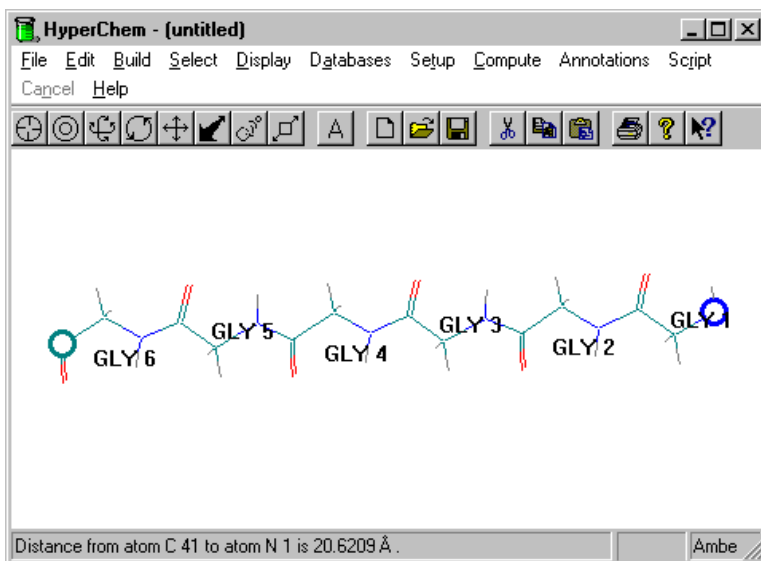 HyperChem - (untitled)
File Edit Build Select Display Databases Setup Compute Annotations Script
Cancel Help
A ? ?
GLY 6 GLY 5 GLY 4 GLY 3 GLY 2 GLY 1
Distance from atom C 41 to atom N 1 is 20.6209 Å . Ambe